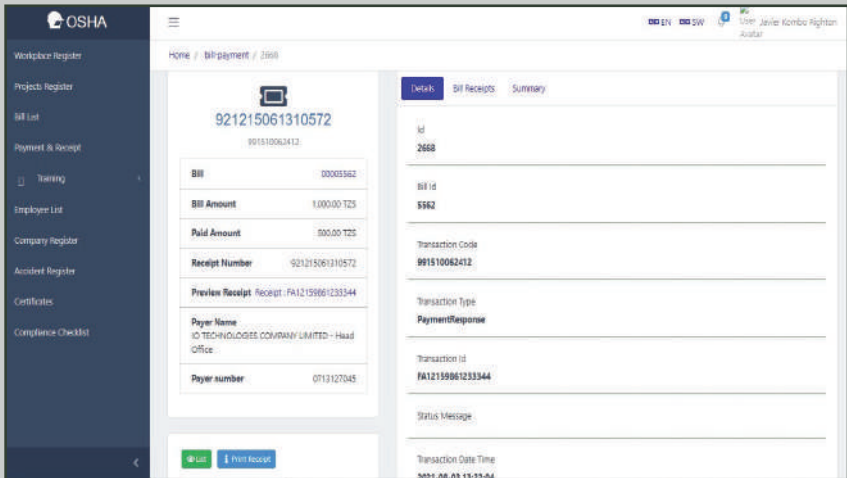 OSHA
EN SW 0 User Javier Kombo Righton
Avatar
Workplace Register
Projects Register
Bill List
Payment & Receipt
Training
Employee List
Company Register
Accident Register
Certificates
Compliance Checklist
Home / bill-payment / 2668
921215061310572
991510062412
Bill 00005562
Bill Amount 1,000.00 TZS
Paid Amount 500.00 TZS
Receipt Number 921215061310572
Preview Receipt Receipt : FA12159861233344
Payer Name
IO TECHNOLOGIES COMPANY LIMITED - Head
Office
Payer number 0713127045
List Print Receipt
Details Bill Receipts Summary
Id
2668
Bill Id
5562
Transaction Code
991510062412
Transaction Type
PaymentResponse
Transaction Id
FA12159861233344
Status Message
Transaction Date Time